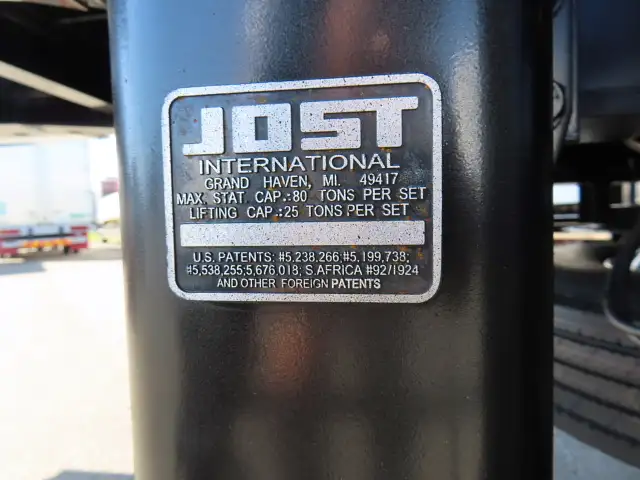 JOST
INTERNATIONAL
GRAND HAVEN, MI. 49417
MAX. STAT. CAP.:80 TONS PER SET
LIFTING CAP.:25 TONS PER SET
U.S. PATENTS: #5.238.266;#5.199,738;
#5,538,255:5,676.018; S.AFRICA #92/1924
AND OTHER FOREIGN PATENTS